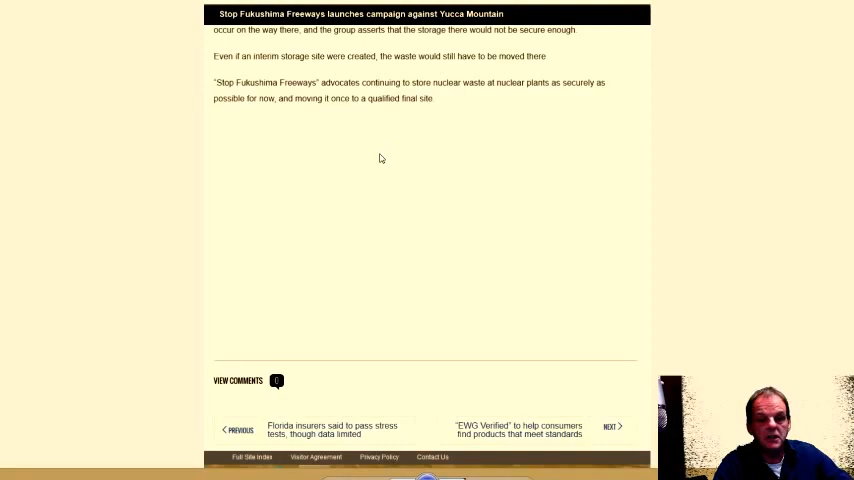 Stop Fukushima Freeways launches campaign against Yucca Mountain
occur on the way there, and the group asserts that the storage there would not be secure enough.
Even if an interim storage site were created, the waste would still have to be moved there
"Stop Fukushima Freeways" advocates continuing to store nuclear waste at nuclear plants as securely as
possible for now, and moving it once to a qualified final site.
VIEW COMMENTS 0
PREVIOUS
Florida insurers said to pass stress
tests, though data limited
"EWG Verified" to help consumers
find products that meet standards
NEXT
Full Site Index Visitor Agreement Privacy Policy Contact Us